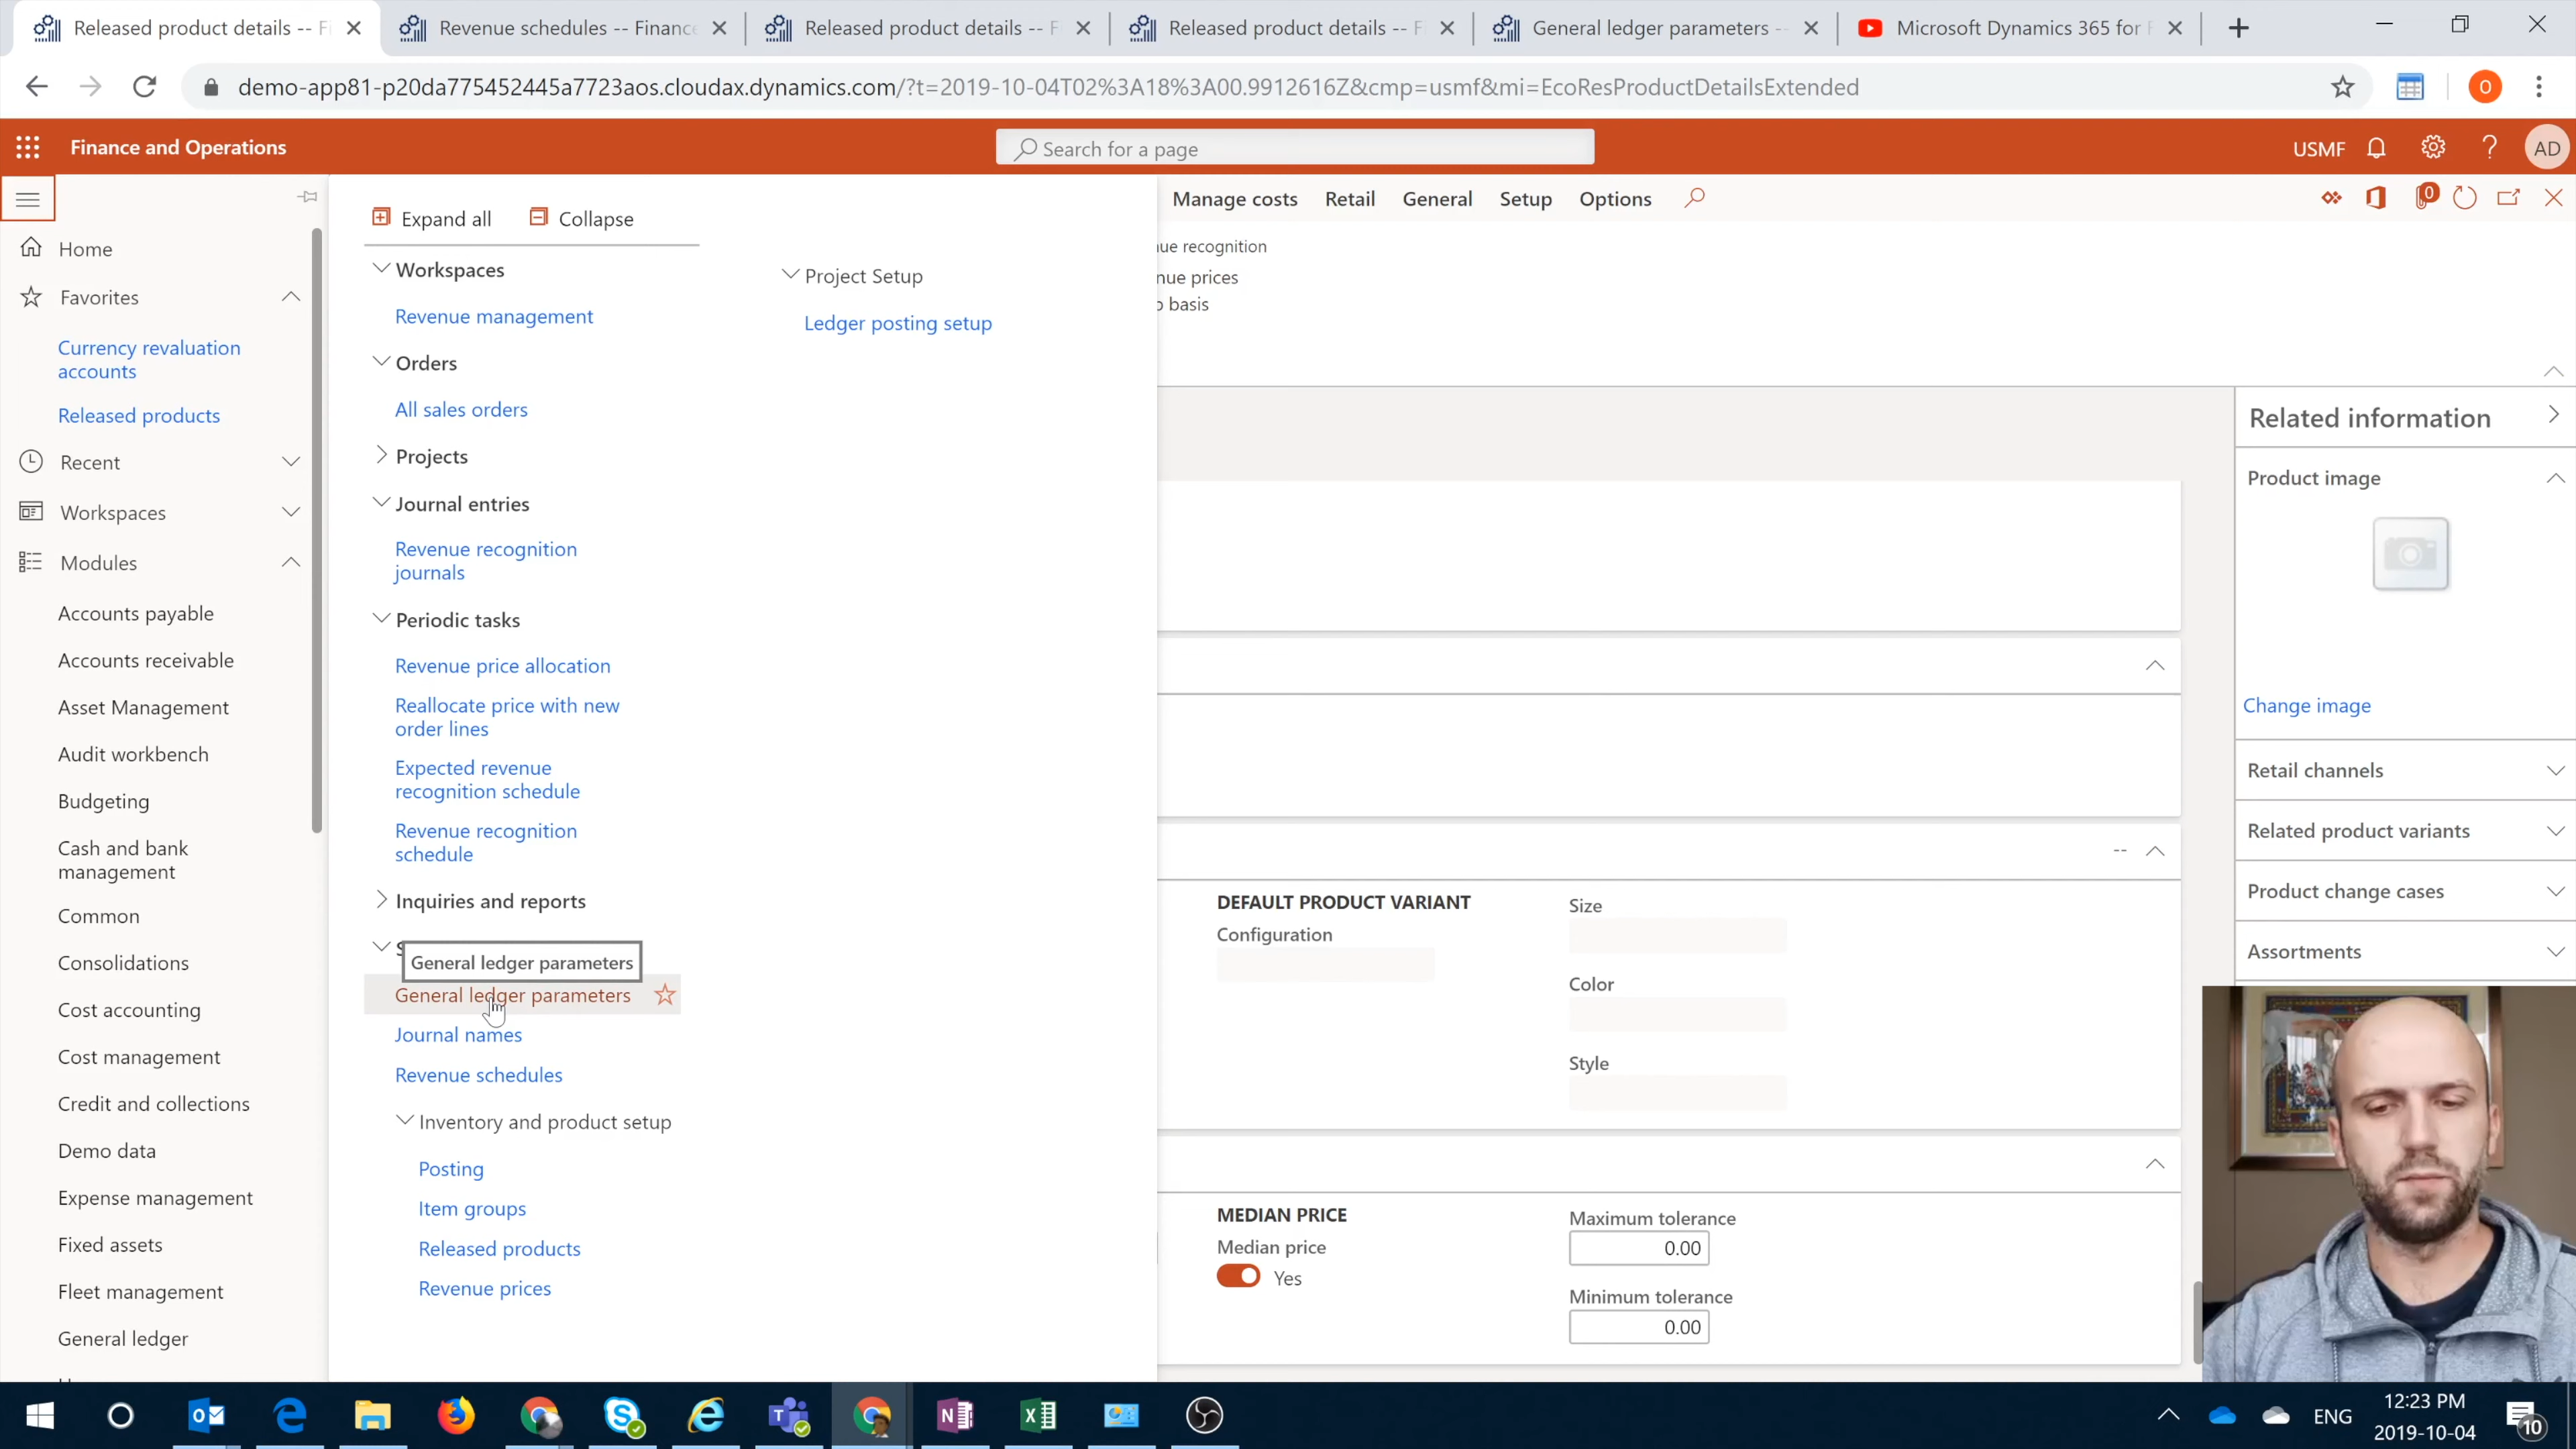 Released product details -- Fi
Revenue schedules -- Finance
Released product details -- F
Released product details -- F
General ledger parameters --
Microsoft Dynamics 365 for F
demo-app81-p20da775452445a7723aos.cloudax.dynamics.com/?t=2019-10-04T02%3A18%3A00.9912616Z&cmp=usmf&mi=EcoResProductDetailsExtended
O
Finance and Operations
Search for a page
USMF
?
AD
Expand all
Collapse
Manage costs
Retail
General
Setup
Options
0
Home
Favorites
Currency revaluation
accounts
Released products
Recent
Workspaces
Modules
Accounts payable
Accounts receivable
Asset Management
Audit workbench
Budgeting
Cash and bank
management
Common
Consolidations
Cost accounting
Cost management
Credit and collections
Demo data
Expense management
Fixed assets
Fleet management
General ledger
Workspaces
Revenue management
Orders
All sales orders
Projects
Journal entries
Revenue recognition
journals
Periodic tasks
Revenue price allocation
Reallocate price with new
order lines
Expected revenue
recognition schedule
Revenue recognition
schedule
Inquiries and reports
S
General ledger parameters
General ledger parameters
Journal names
Revenue schedules
Inventory and product setup
Posting
Item groups
Released products
Revenue prices
Project Setup
Ledger posting setup
ue recognition
nue prices
basis
--
DEFAULT PRODUCT VARIANT
Configuration
Size
Color
Style
MEDIAN PRICE
Median price
Yes
Maximum tolerance
0.00
Minimum tolerance
0.00
Related information
Product image
Change image
Retail channels
Related product variants
Product change cases
Assortments
ENG
12:23 PM
2019-10-04
10